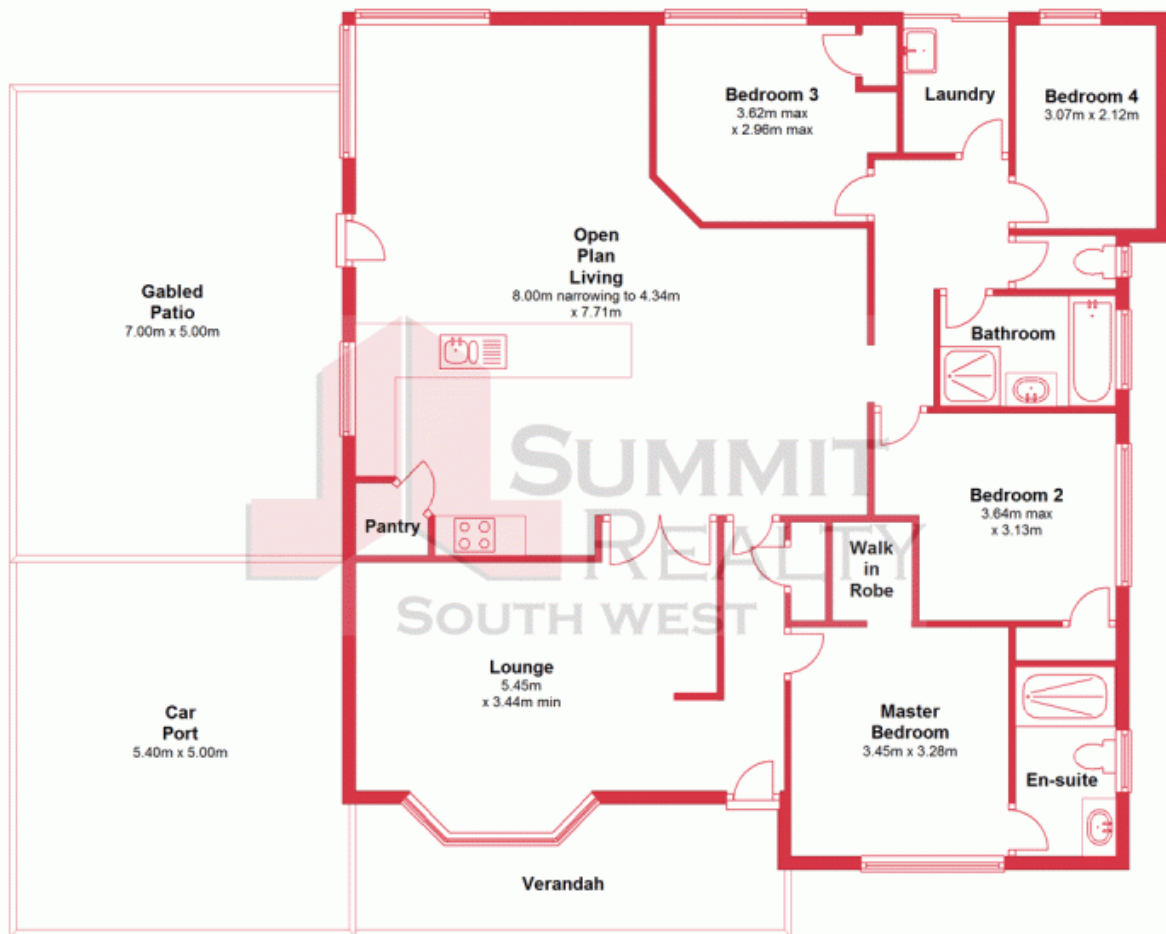 Bedroom 3
3.62m max
x 2.96m max
Laundry
Bedroom 4
3.07m x 2.12m
Open
Plan
Living
8.00m narrowing to 4.34m
x 7.71m
Gabled
Patio
7.00m x 5.00m
Bathroom
SUMMIT
REALTY
SOUTH WEST
Bedroom 2
3.64m max
x 3.13m
Pantry
Walk
in
Robe
Lounge
5.45m
x 3.44m min
Master
Bedroom
3.45m x 3.28m
Car
Port
5.40m x 5.00m
En-suite
Verandah